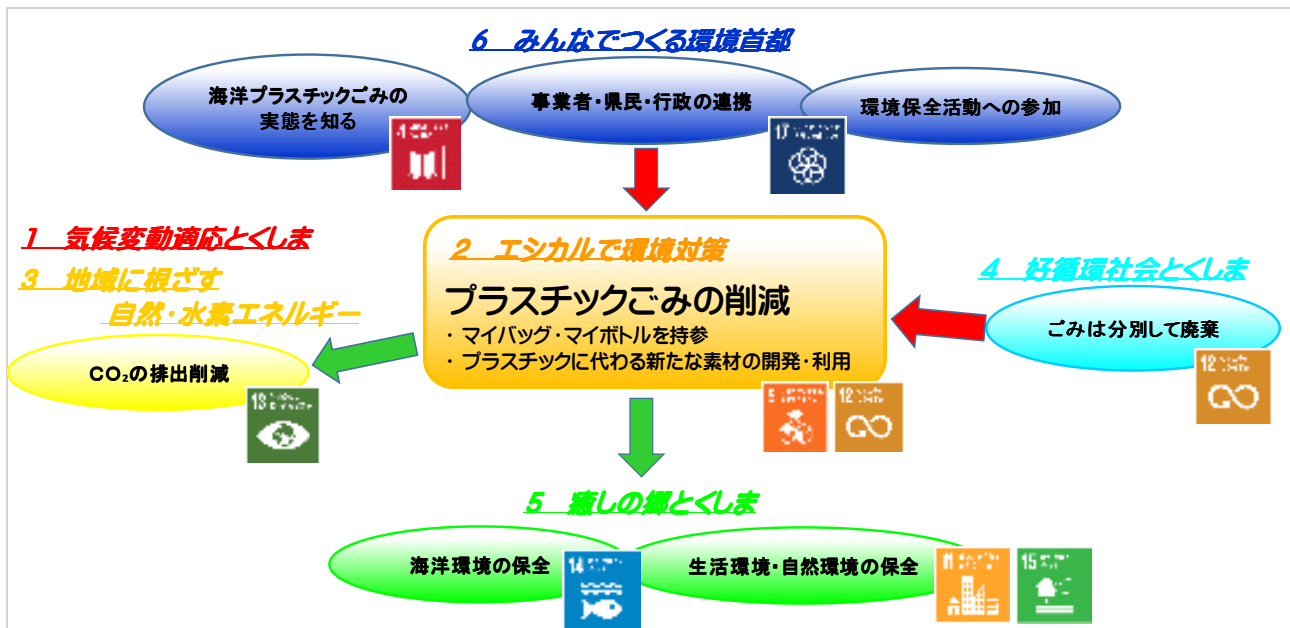 6 みんなでつくる環境首都
海洋プラスチックごみの
実態を知る
事業者・県民・行政の連携
環境保全活動への参加
4
17
1 気候変動適応とくしま
3 地域に根ざす
自然・水素エネルギー
CO₂の排出削減
13
2 エシカルで環境対策
プラスチックごみの削減
・ マイバッグ・マイボトルを持参
・ プラスチックに代わる新たな素材の開発・利用
12
4 好循環社会とくしま
ごみは分別して廃棄
12
5 癒しの郷とくしま
海洋環境の保全
14
生活環境・自然環境の保全
11
15